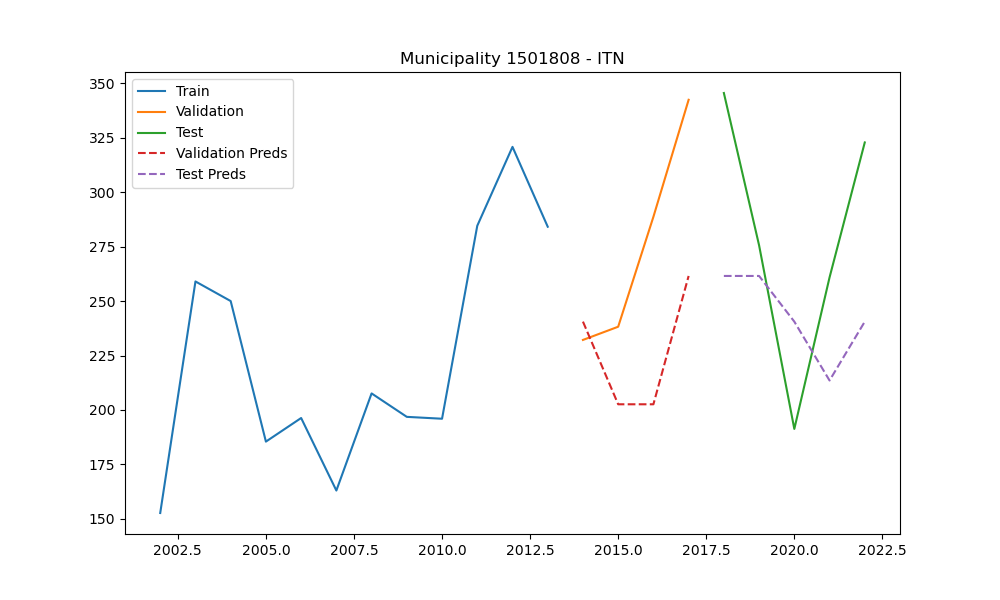 Municipality 1501808 - ITN
350
325
300
275
250
225
200
175
150
Train
Validation
Test
Validation Preds
Test Preds
2002.5 2005.0 2007.5 2010.0 2012.5 2015.0 2017.5 2020.0 2022.5